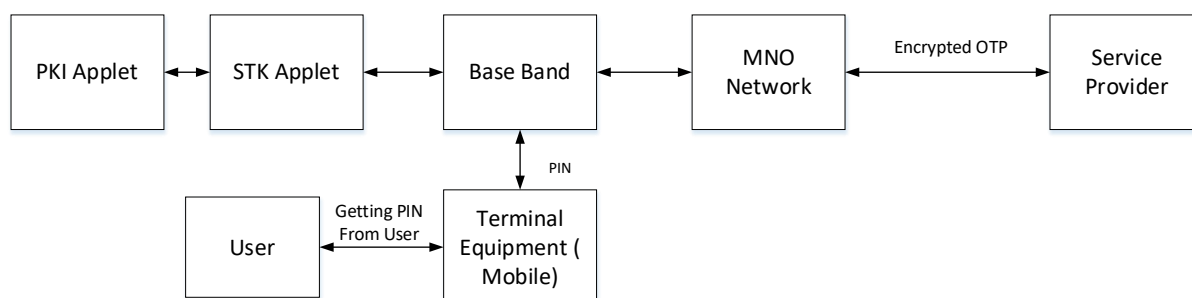 PKI Applet
STK Applet
Base Band
MNO
Network
Encrypted OTP
Service
Provider
PIN
User
Getting PIN
From User
Terminal
Equipment (
Mobile)